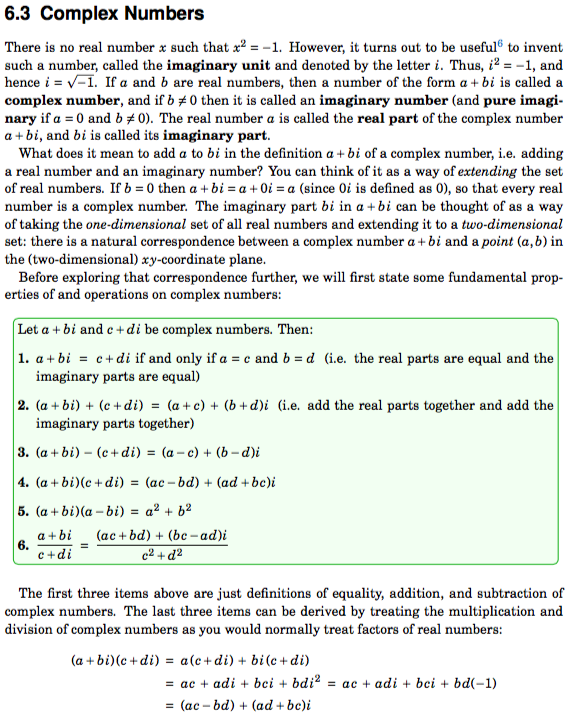 6.3 Complex Numbers
There is no real number x such that x² = −1. However, it turns out to be useful⁶ to invent
such a number, called the imaginary unit and denoted by the letter i. Thus, i² = −1, and
hence i = √−1. If a and b are real numbers, then a number of the form a + bi is called a
complex number, and if b ≠ 0 then it is called an imaginary number (and pure imagi-
nary if a = 0 and b ≠ 0). The real number a is called the real part of the complex number
a + bi, and bi is called its imaginary part.
What does it mean to add a to bi in the definition a + bi of a complex number, i.e. adding
a real number and an imaginary number? You can think of it as a way of extending the set
of real numbers. If b = 0 then a + bi = a + 0i = a (since 0i is defined as 0), so that every real
number is a complex number. The imaginary part bi in a + bi can be thought of as a way
of taking the one-dimensional set of all real numbers and extending it to a two-dimensional
set: there is a natural correspondence between a complex number a + bi and a point (a,b) in
the (two-dimensional) xy-coordinate plane.
Before exploring that correspondence further, we will first state some fundamental prop-
erties of and operations on complex numbers:
Let a + bi and c + di be complex numbers. Then:
1. a + bi = c + di if and only if a = c and b = d (i.e. the real parts are equal and the
imaginary parts are equal)
2. (a + bi) + (c + di) = (a + c) + (b + d)i (i.e. add the real parts together and add the
imaginary parts together)
3. (a + bi) − (c + di) = (a − c) + (b − d)i
4. (a + bi)(c + di) = (ac − bd) + (ad + bc)i
5. (a + bi)(a − bi) = a² + b²
6. (a + bi)/(c + di) = ((ac + bd) + (bc − ad)i)/(c² + d²)
The first three items above are just definitions of equality, addition, and subtraction of
complex numbers. The last three items can be derived by treating the multiplication and
division of complex numbers as you would normally treat factors of real numbers:
(a + bi)(c + di) = a(c + di) + bi(c + di)
= ac + adi + bci + bdi² = ac + adi + bci + bd(−1)
= (ac − bd) + (ad + bc)i